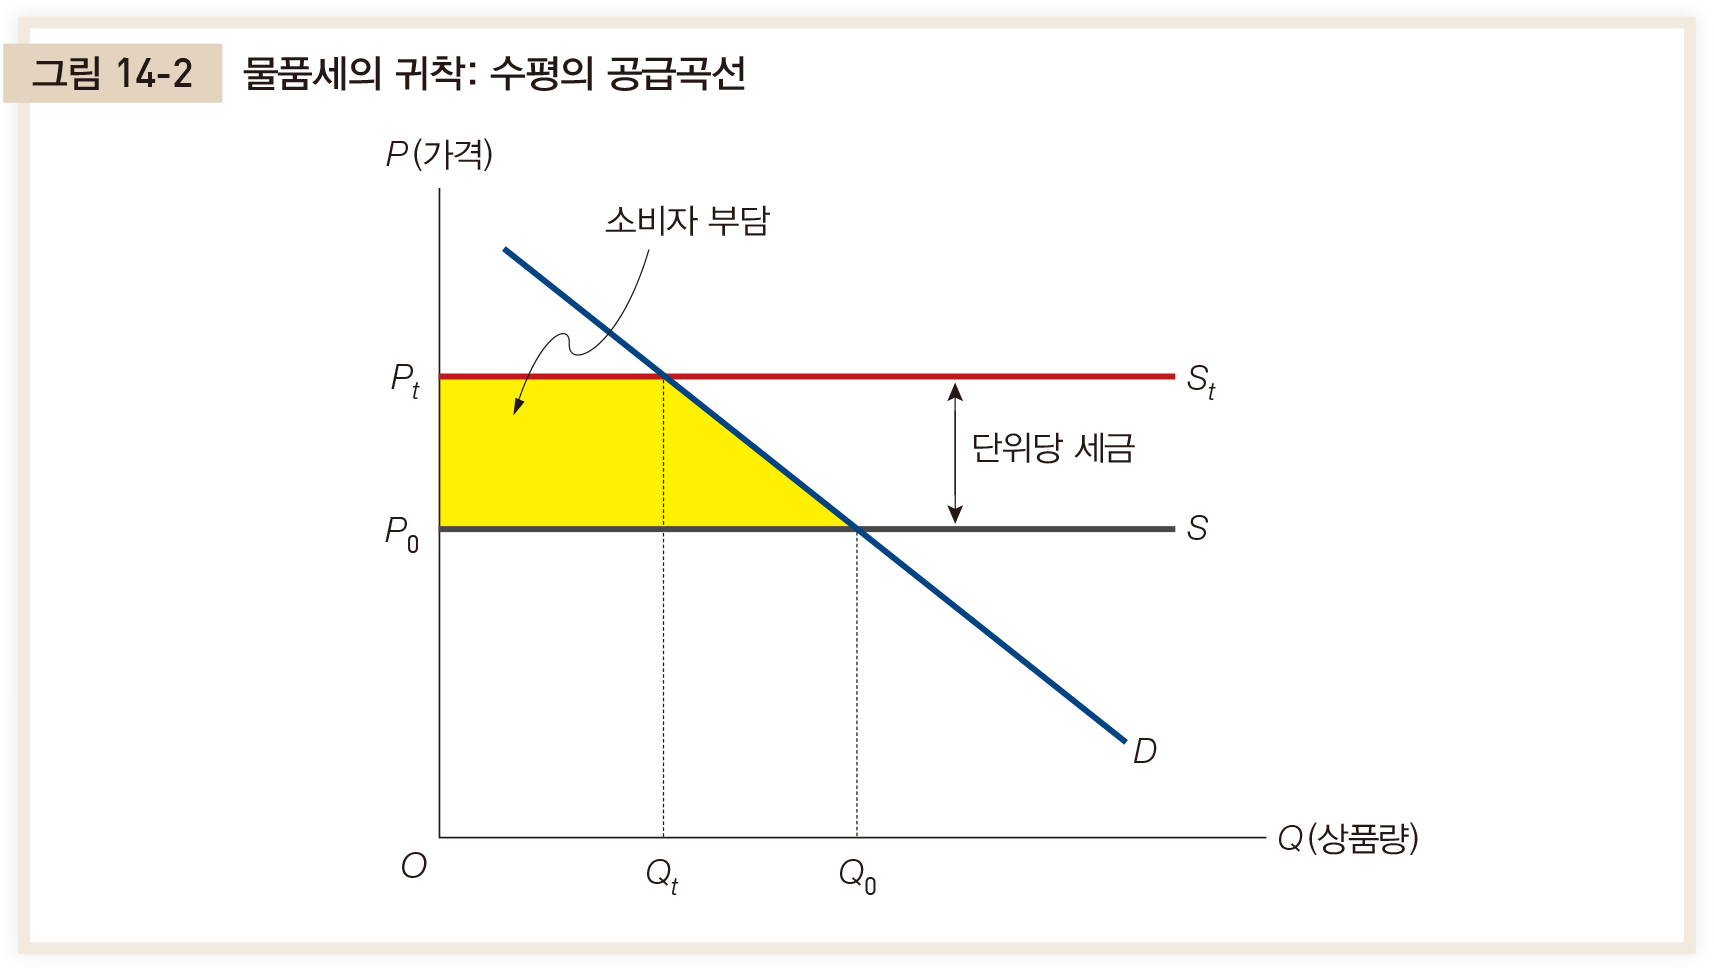 그림 14-2 물품세의 귀착: 수평의 공급곡선
P(가격)
소비자 부담
Pt
St
단위당 세금
P0
S
D
Q(상품량)
O
Qt
Q0